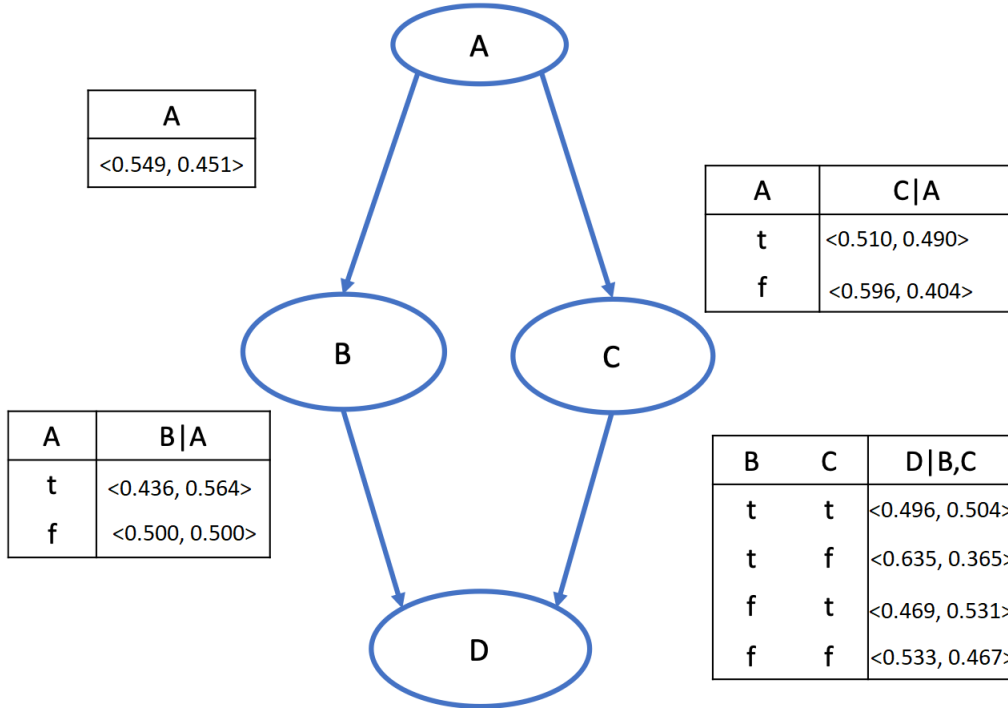 A
A
<0.549, 0.451>
A C|A
t <0.510, 0.490>
f <0.596, 0.404>
B
C
A B|A
t <0.436, 0.564>
f <0.500, 0.500>
B C D|B,C
t t <0.496, 0.504>
t f <0.635, 0.365>
f t <0.469, 0.531>
f f <0.533, 0.467>
D